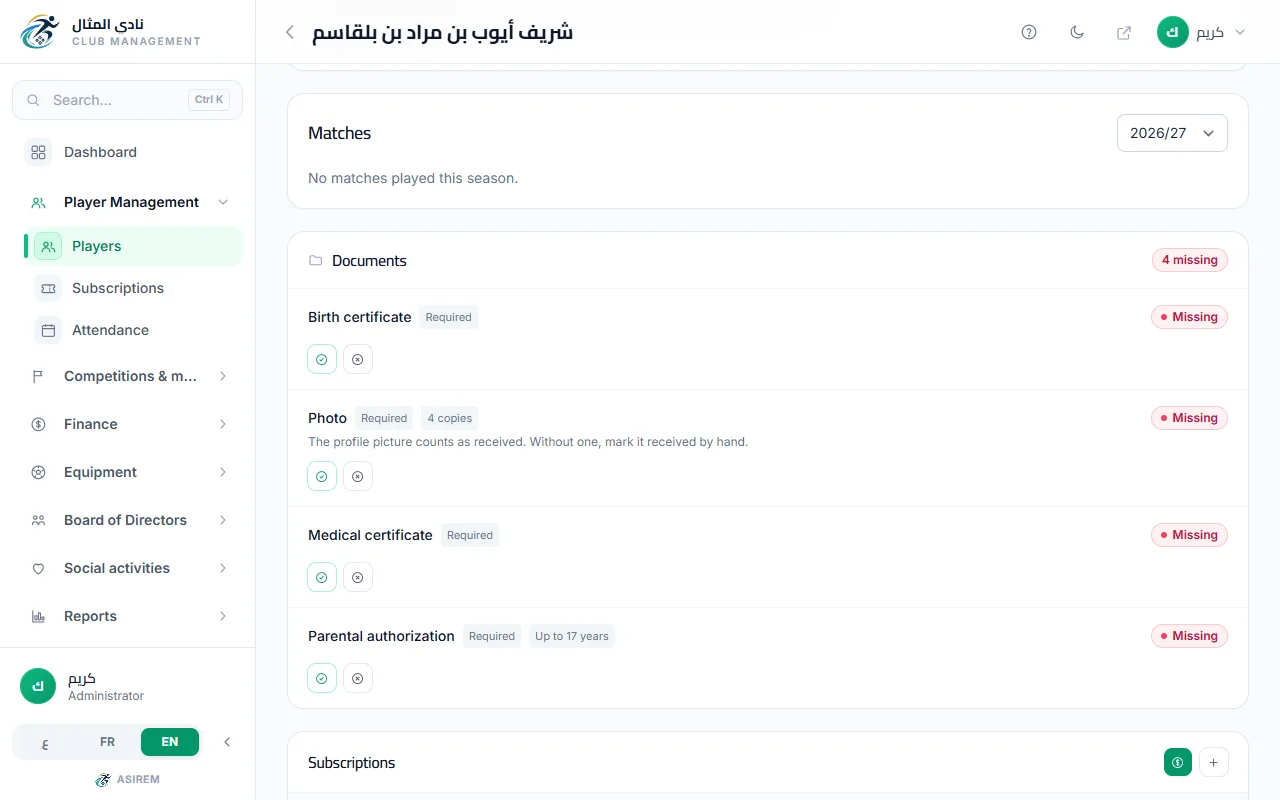 نادي المثال
CLUB MANAGEMENT
Search...
Ctrl K
Dashboard
Player Management
Players
Subscriptions
Attendance
Competitions & m...
Finance
Equipment
Board of Directors
Social activities
Reports
ك
كريم
Administrator
ع
FR
EN
ASIREM
شريف أيوب بن مراد بن بلقاسم
ك
كريم
Matches
2026/27
No matches played this season.
Documents
4 missing
Birth certificate
Required
Missing
Photo
Required
4 copies
Missing
The profile picture counts as received. Without one, mark it received by hand.
Medical certificate
Required
Missing
Parental authorization
Required
Up to 17 years
Missing
Subscriptions